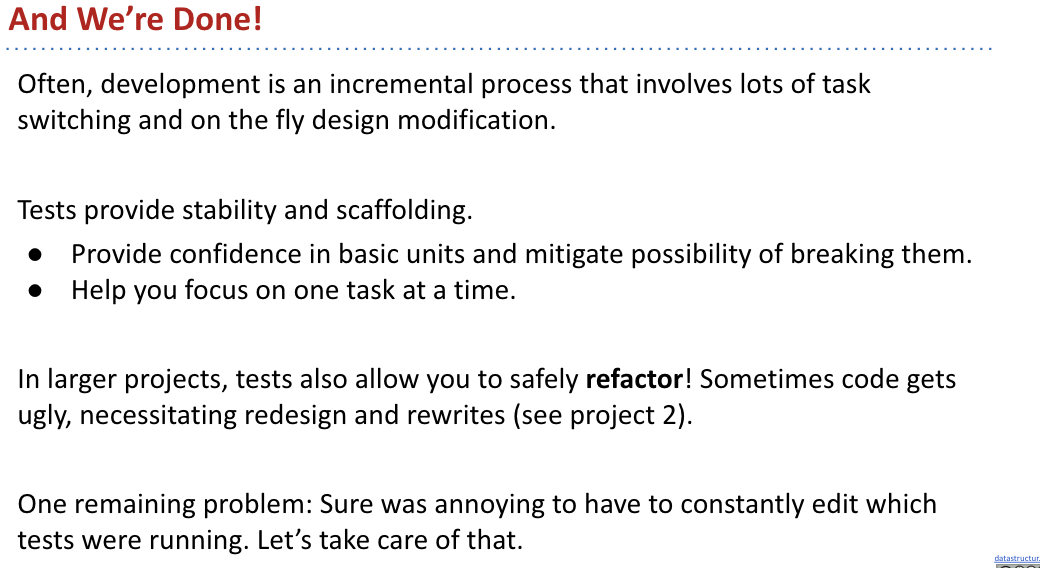 And We’re Done!
Often, development is an incremental process that involves lots of task
switching and on the fly design modification.
Tests provide stability and scaffolding.
● Provide confidence in basic units and mitigate possibility of breaking them.
● Help you focus on one task at a time.
In larger projects, tests also allow you to safely refactor! Sometimes code gets
ugly, necessitating redesign and rewrites (see project 2).
One remaining problem: Sure was annoying to have to constantly edit which
tests were running. Let’s take care of that.
datastructur.